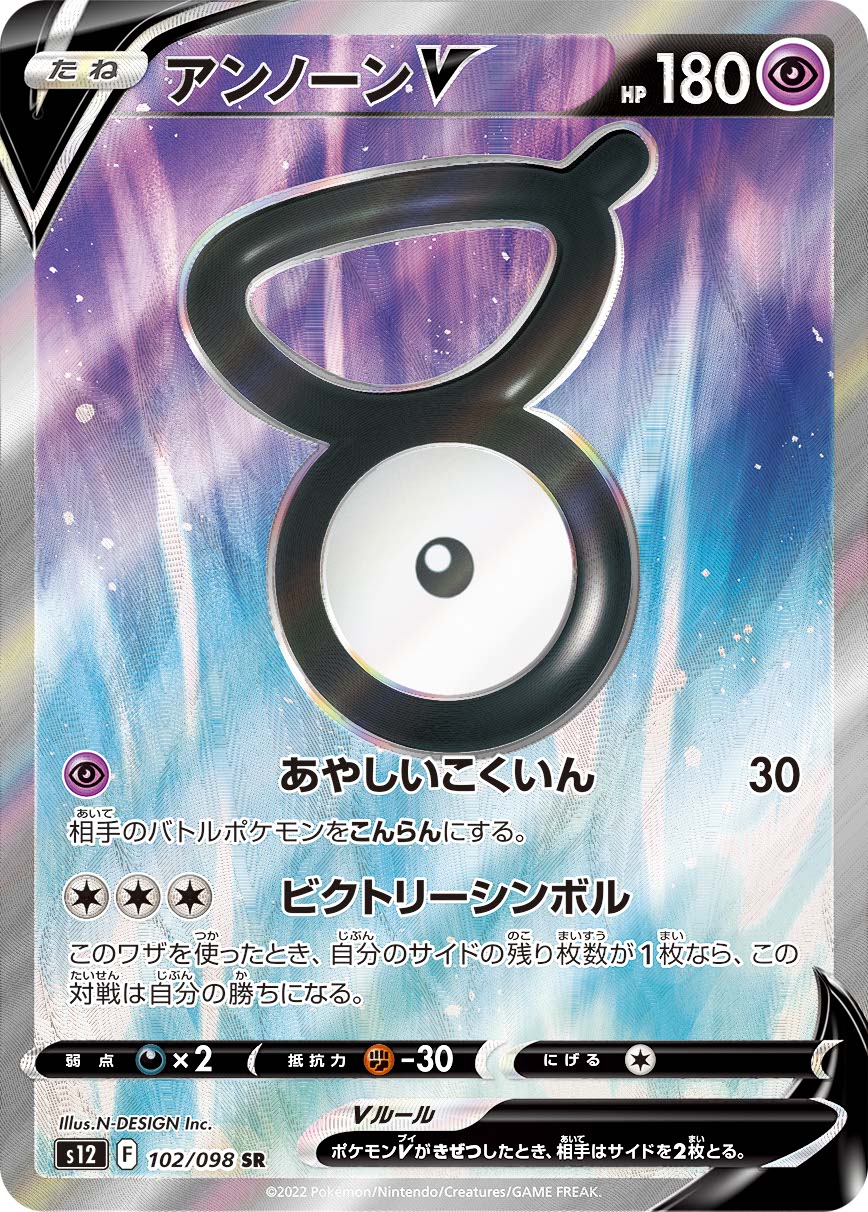 たね アンノーンV HP 180
あやしいこくいん 30
相手のバトルポケモンをこんらんにする。
ビクトリーシンボル
このワザを使ったとき、自分のサイドの残り枚数が1枚なら、この
対戦は自分の勝ちになる。
弱点 ×2 抵抗力 -30 にげる
Vルール
ポケモンVがきぜつしたとき、相手はサイドを2枚とる。
Illus.N-DESIGN Inc.
s12 F 102/098 SR
©2022 Pokémon/Nintendo/Creatures/GAME FREAK.